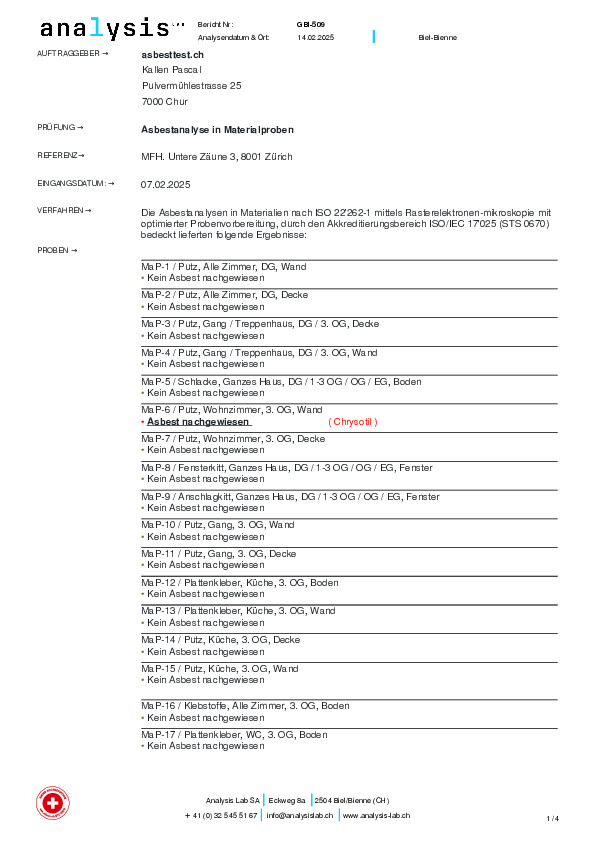 analysis
Bericht Nr: GBI-509
Analysendatum & Ort: 14.02.2025 Biel-Bienne
AUFTRAGGEBER → asbesttest.ch
Kallen Pascal
Pulvermühlestrasse 25
7000 Chur
PRÜFUNG → Asbestanalyse in Materialproben
REFERENZ → MFH. Untere Zäune 3, 8001 Zürich
EINGANGSDATUM: → 07.02.2025
VERFAHREN → Die Asbestanalysen in Materialien nach ISO 22'262-1 mittels Rasterelektronen-mikroskopie mit
optimierter Probenvorbereitung, durch den Akkreditierungsbereich ISO/IEC 17025 (STS 0670)
bedeckt lieferten folgende Ergebnisse:
PROBEN →
MaP-1 / Putz, Alle Zimmer, DG, Wand
• Kein Asbest nachgewiesen
MaP-2 / Putz, Alle Zimmer, DG, Decke
• Kein Asbest nachgewiesen
MaP-3 / Putz, Gang / Treppenhaus, DG / 3. OG, Decke
• Kein Asbest nachgewiesen
MaP-4 / Putz, Gang / Treppenhaus, DG / 3. OG, Wand
• Kein Asbest nachgewiesen
MaP-5 / Schlacke, Ganzes Haus, DG / 1-3 OG / OG / EG, Boden
• Kein Asbest nachgewiesen
MaP-6 / Putz, Wohnzimmer, 3. OG, Wand
• Asbest nachgewiesen ( Chrysotil )
MaP-7 / Putz, Wohnzimmer, 3. OG, Decke
• Kein Asbest nachgewiesen
MaP-8 / Fensterkitt, Ganzes Haus, DG / 1-3 OG / OG / EG, Fenster
• Kein Asbest nachgewiesen
MaP-9 / Anschlagkitt, Ganzes Haus, DG / 1-3 OG / OG / EG, Fenster
• Kein Asbest nachgewiesen
MaP-10 / Putz, Gang, 3. OG, Wand
• Kein Asbest nachgewiesen
MaP-11 / Putz, Gang, 3. OG, Decke
• Kein Asbest nachgewiesen
MaP-12 / Plattenkleber, Küche, 3. OG, Boden
• Kein Asbest nachgewiesen
MaP-13 / Plattenkleber, Küche, 3. OG, Wand
• Kein Asbest nachgewiesen
MaP-14 / Putz, Küche, 3. OG, Decke
• Kein Asbest nachgewiesen
MaP-15 / Putz, Küche, 3. OG, Wand
• Kein Asbest nachgewiesen
MaP-16 / Klebstoffe, Alle Zimmer, 3. OG, Boden
• Kein Asbest nachgewiesen
MaP-17 / Plattenkleber, WC, 3. OG, Boden
• Kein Asbest nachgewiesen
Analysis Lab SA | Eckweg 8a | 2504 Biel/Bienne (CH)
+ 41 (0) 32 545 51 67 | info@analysislab.ch | www.analysis-lab.ch
1 / 4